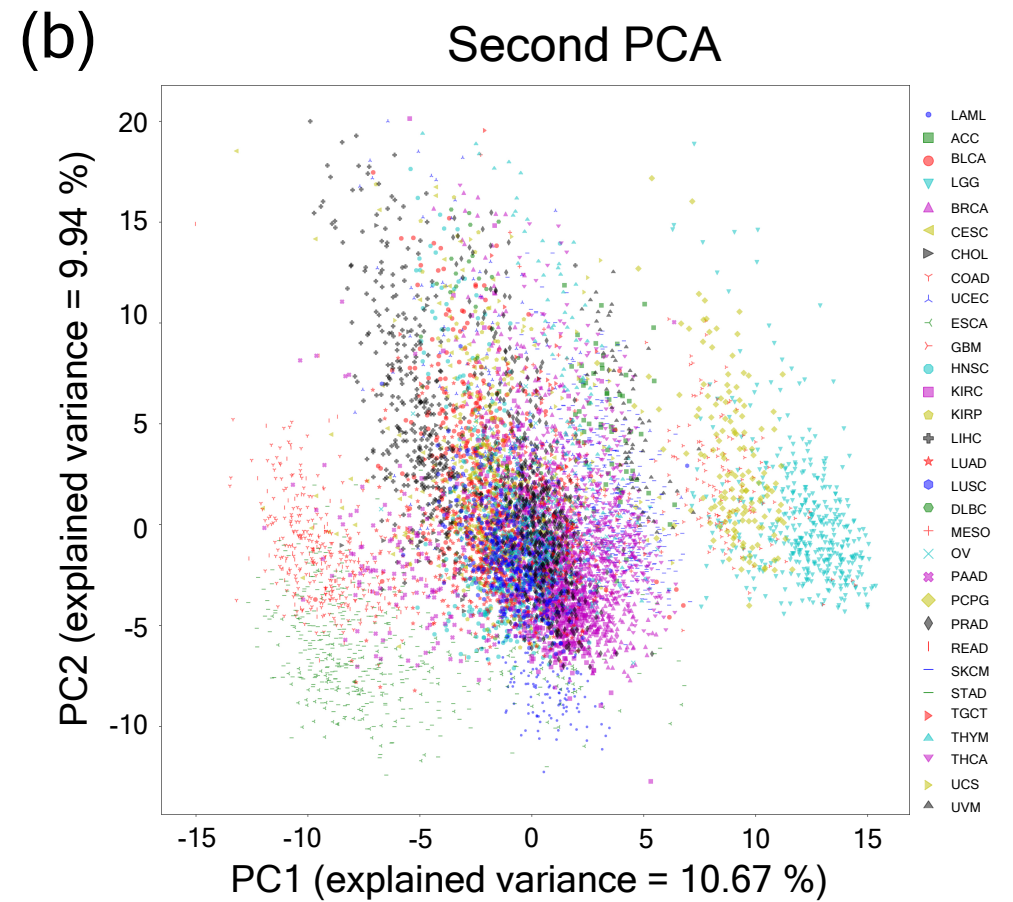 (b)
Second PCA
PC2 (explained variance = 9.94 %)
20
15
10
5
0
-5
-10
-15
-10
-5
0
5
10
15
PC1 (explained variance = 10.67 %)
LAML
ACC
BLCA
LGG
BRCA
CESC
CHOL
COAD
UCEC
ESCA
GBM
HNSC
KIRC
KIRP
LIHC
LUAD
LUSC
DLBC
MESO
OV
PAAD
PCPG
PRAD
READ
SKCM
STAD
TGCT
THYM
THCA
UCS
UVM